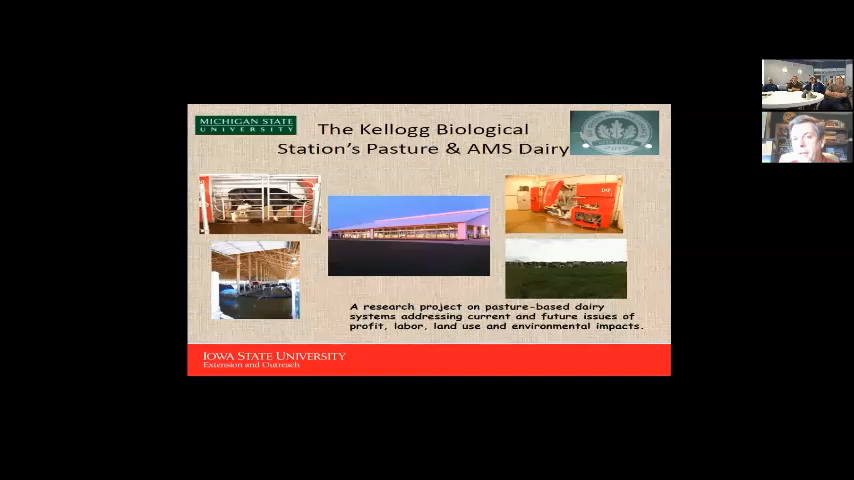 MICHIGAN STATE
UNIVERSITY
The Kellogg Biological
Station's Pasture & AMS Dairy
A research project on pasture-based dairy
systems addressing current and future issues of
profit, labor, land use and environmental impacts.
IOWA STATE UNIVERSITY
Extension and Outreach